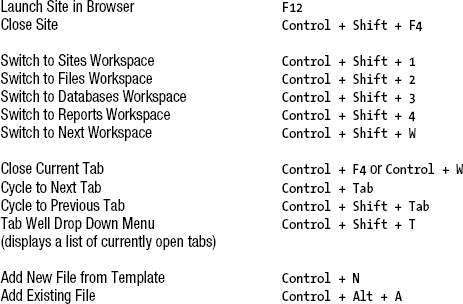 Launch Site in Browser F12
Close Site Control + Shift + F4
Switch to Sites Workspace Control + Shift + 1
Switch to Files Workspace Control + Shift + 2
Switch to Databases Workspace Control + Shift + 3
Switch to Reports Workspace Control + Shift + 4
Switch to Next Workspace Control + Shift + W
Close Current Tab Control + F4 or Control + W
Cycle to Next Tab Control + Tab
Cycle to Previous Tab Control + Shift + Tab
Tab Well Drop Down Menu Control + Shift + T
(displays a list of currently open tabs)
Add New File from Template Control + N
Add Existing File Control + Alt + A